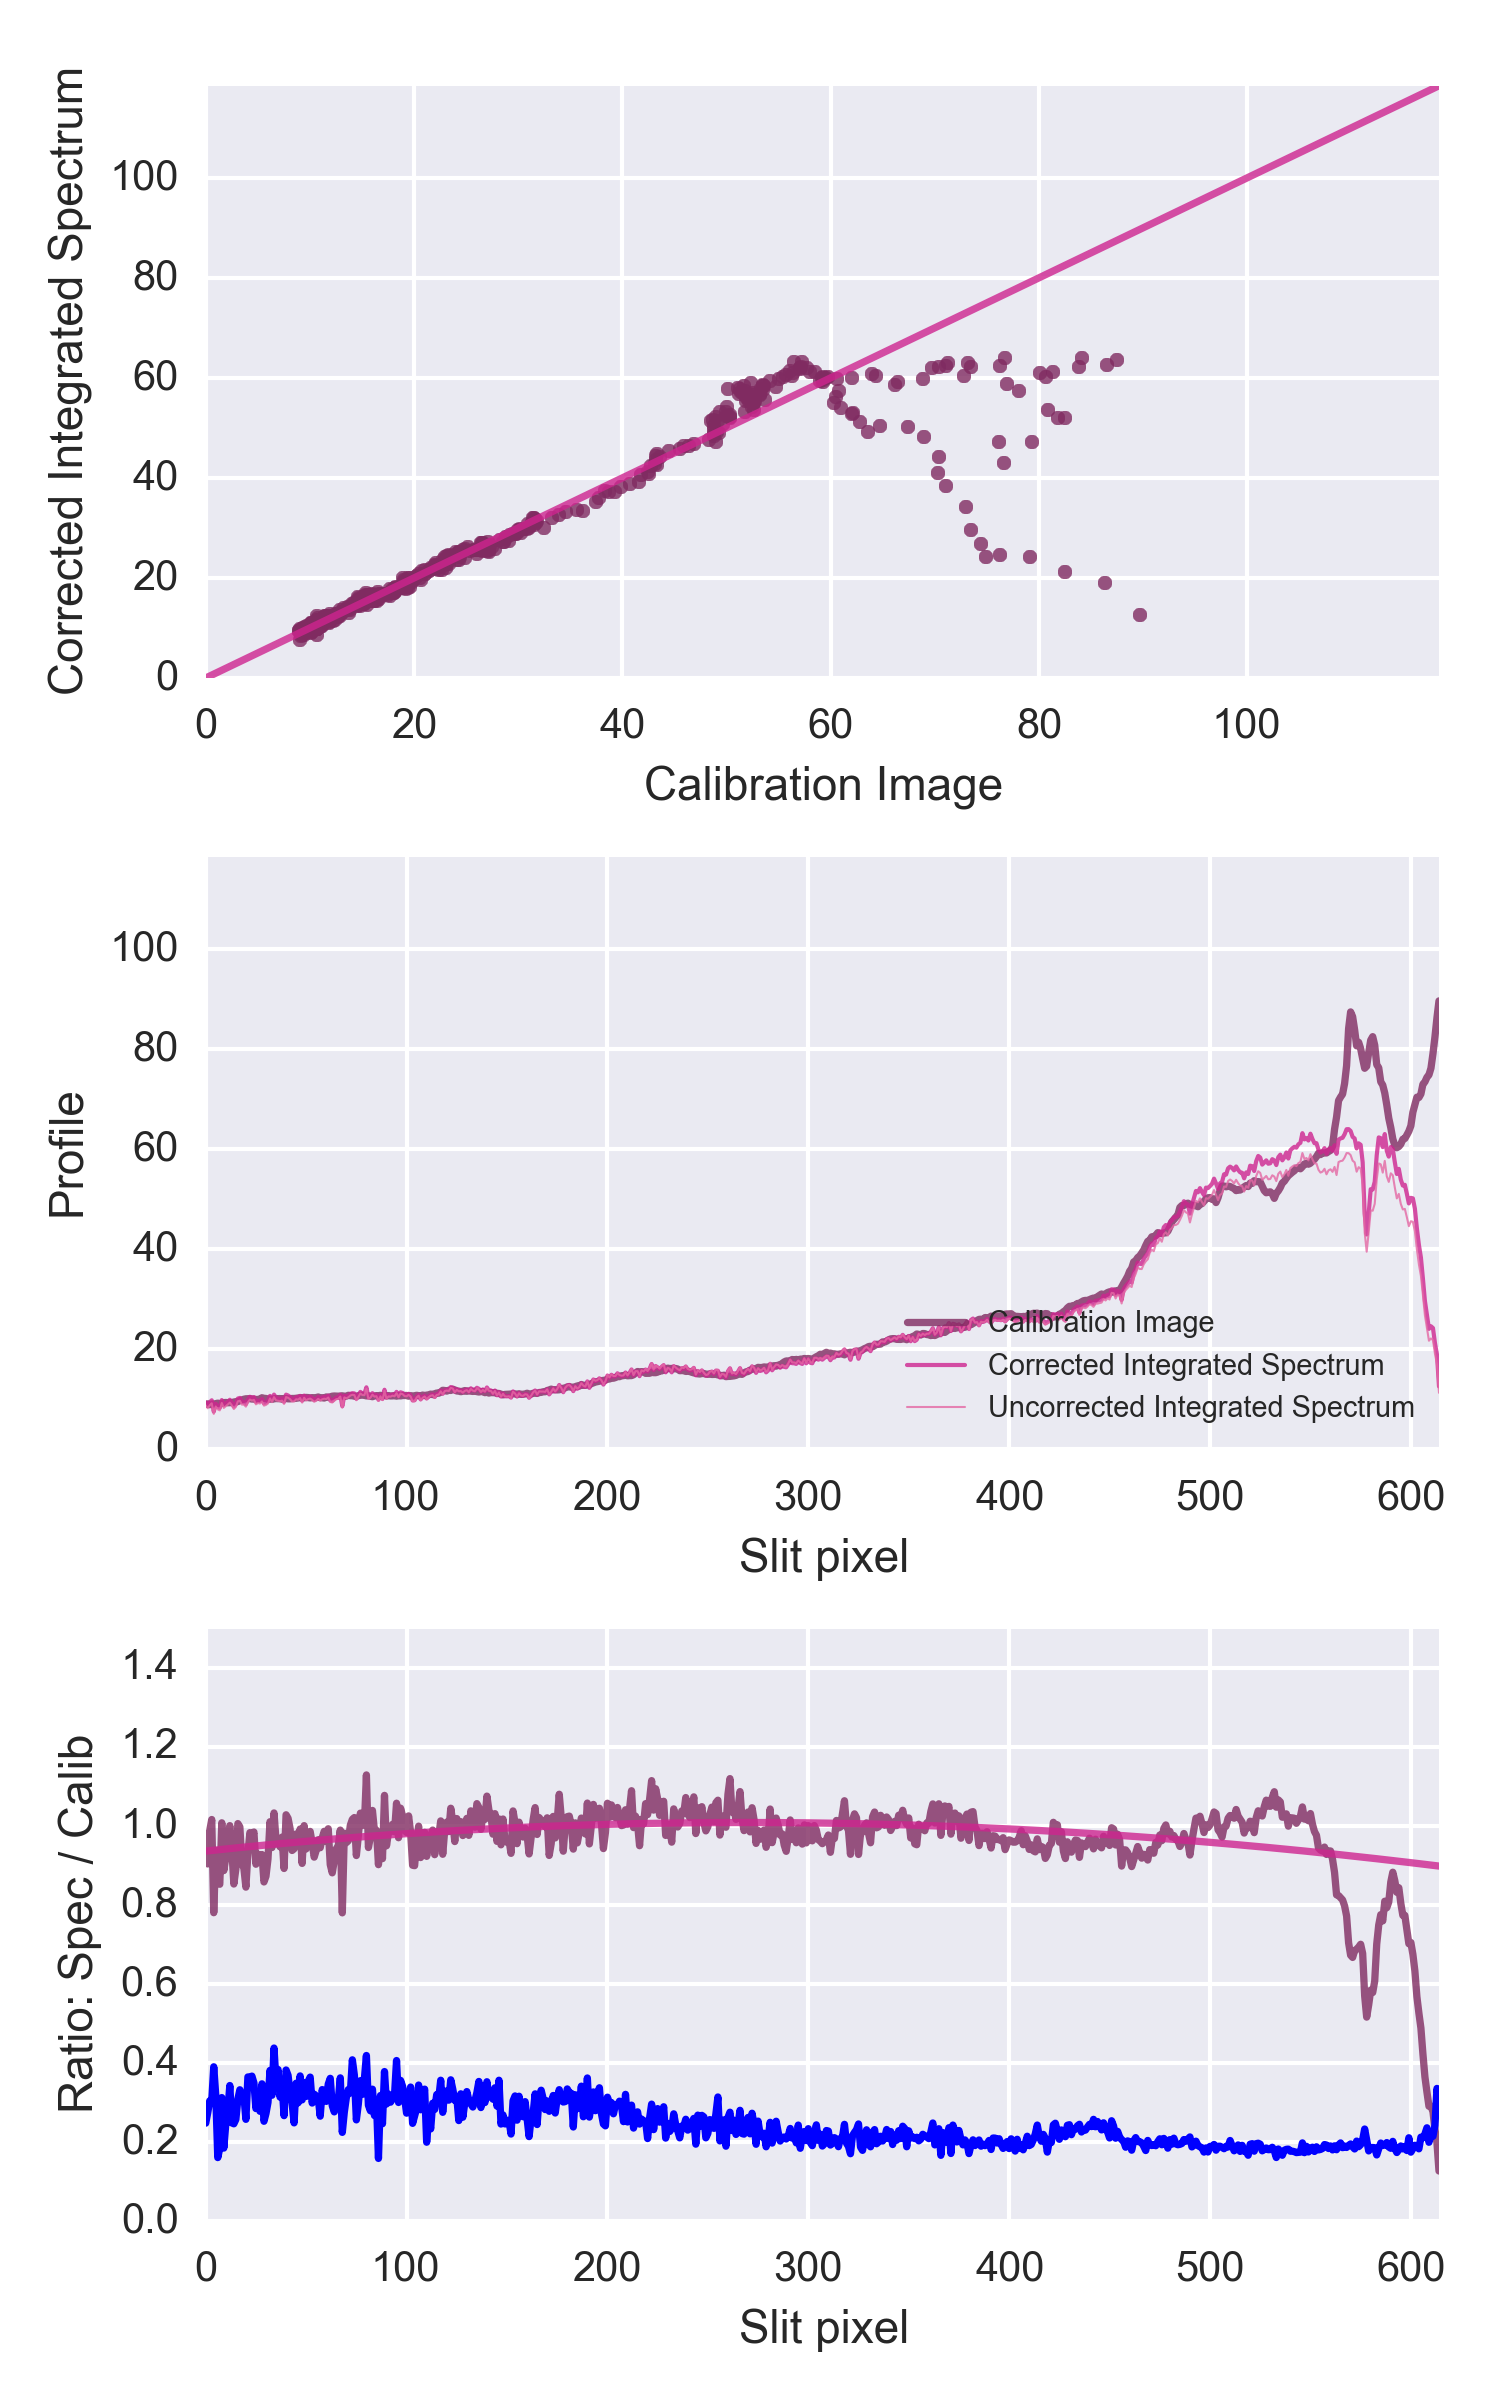 Corrected Integrated Spectrum
100
80
60
40
20
0
0 20 40 60 80 100
Calibration Image
Profile
100
80
60
40
20
0
Calibration Image
Corrected Integrated Spectrum
Uncorrected Integrated Spectrum
0 100 200 300 400 500 600
Slit pixel
Ratio: Spec / Calib
1.4
1.2
1.0
0.8
0.6
0.4
0.2
0.0
0 100 200 300 400 500 600
Slit pixel